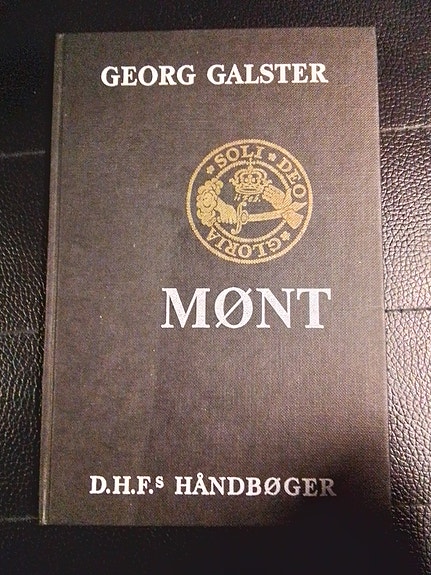 GEORG GALSTER
SOLI DEO GLORIA
MØNT
D.H.F.s HÅNDBØGER